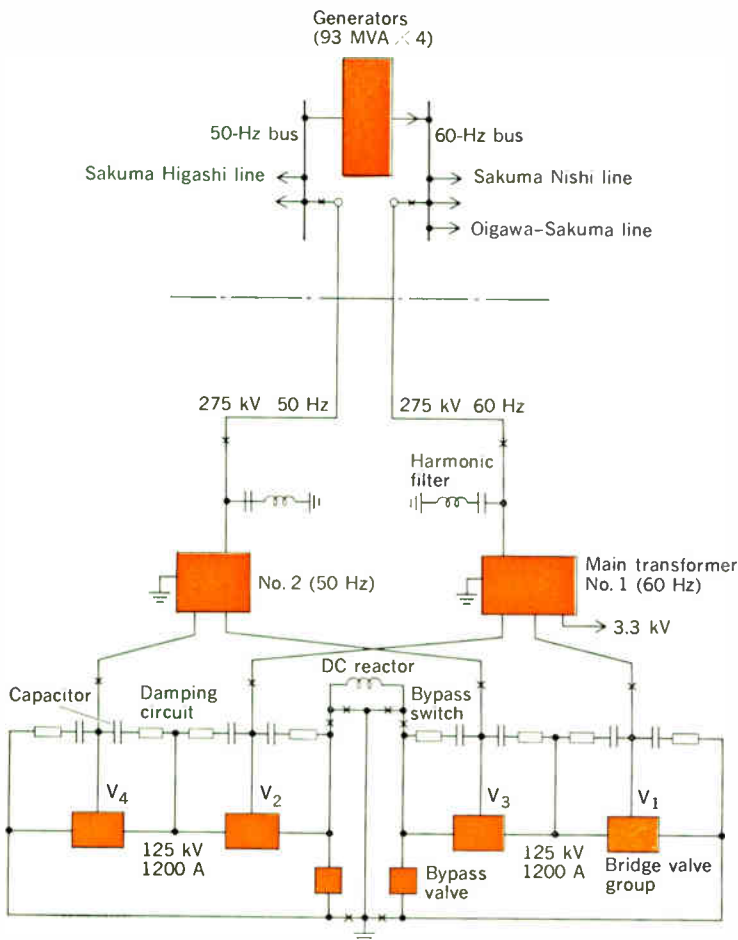 Generators
(93 MVA × 4)
50-Hz bus
60-Hz bus
Sakuma Higashi line
Sakuma Nishi line
Oigawa–Sakuma line
275 kV 50 Hz
275 kV 60 Hz
Harmonic
filter
No. 2 (50 Hz)
Main transformer
No. 1 (60 Hz)
3.3 kV
DC reactor
Capacitor
Damping
circuit
Bypass
switch
V4
V2
V3
V1
125 kV
1200 A
125 kV
1200 A
Bridge valve
group
Bypass
valve